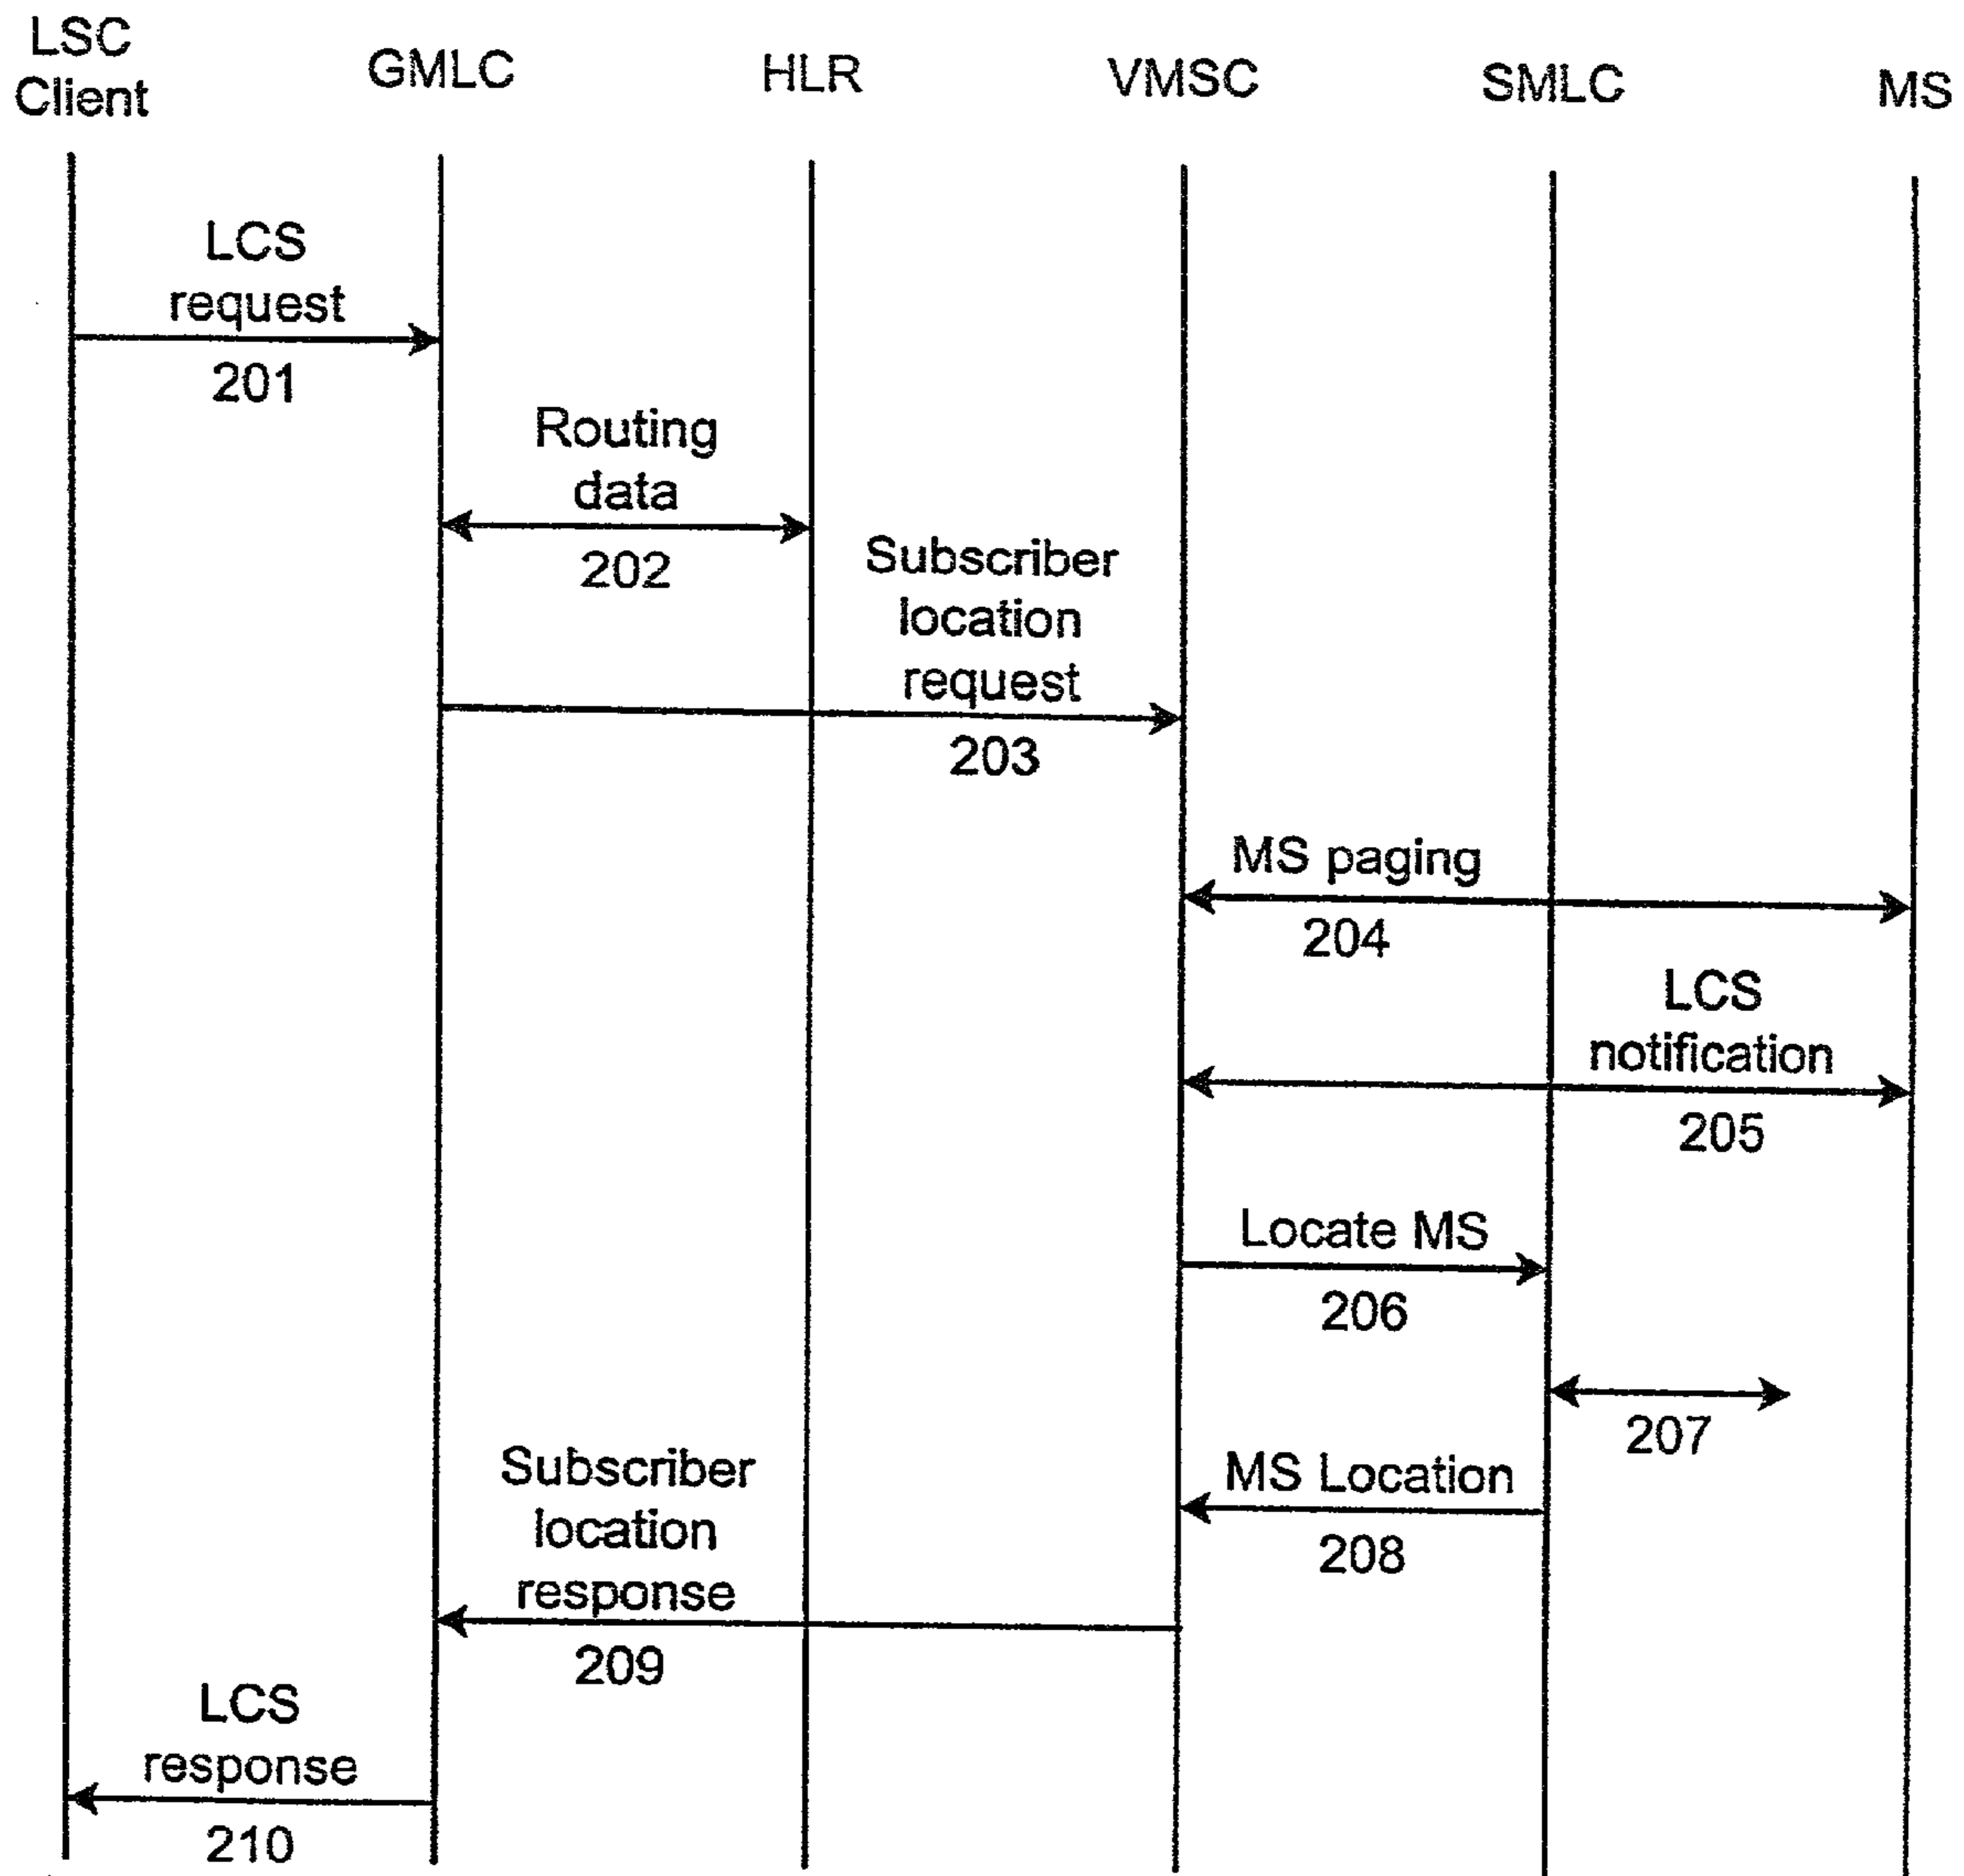 LSC
Client
GMLC
HLR
VMSC
SMLC
MS
LCS
request
201
Routing
data
202
Subscriber
location
request
203
MS paging
204
LCS
notification
205
Locate MS
206
207
MS Location
208
Subscriber
location
response
209
LCS
response
210